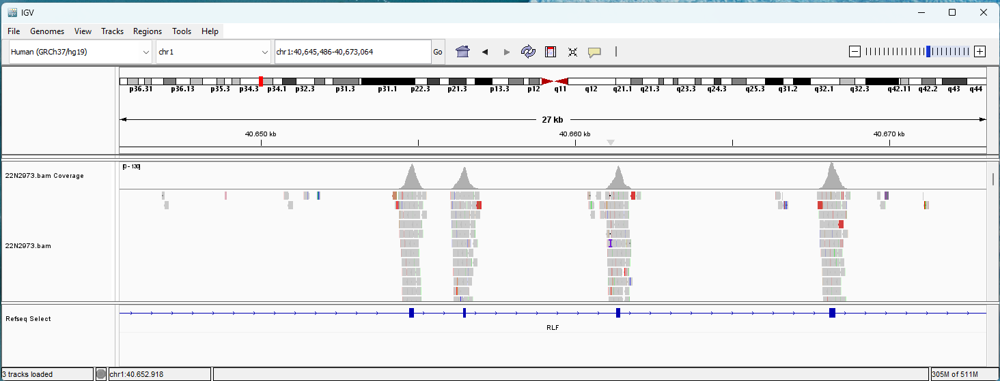 IGV
File Genomes View Tracks Regions Tools Help
Human (GRCh37/hg19) chr1 chr1:40,645,486-40,673,064 Go
p36.31 p36.13 p35.3 p34.3 p34.1 p32.3 p31.3 p31.1 p22.3 p21.3 p13.3 p12 q11 q12 q21.1 q21.3 q23.3 q24.3 q25.3 q31.2 q32.1 q32.3 q42.11 q42.2 q43 q44
27 kb
40.650 kb 40.660 kb 40.670 kb
[0 - 130]
22N2973.bam Coverage
22N2973.bam
Refseq Select
RLF
3 tracks loaded chr1:40.652.918 305M of 511M